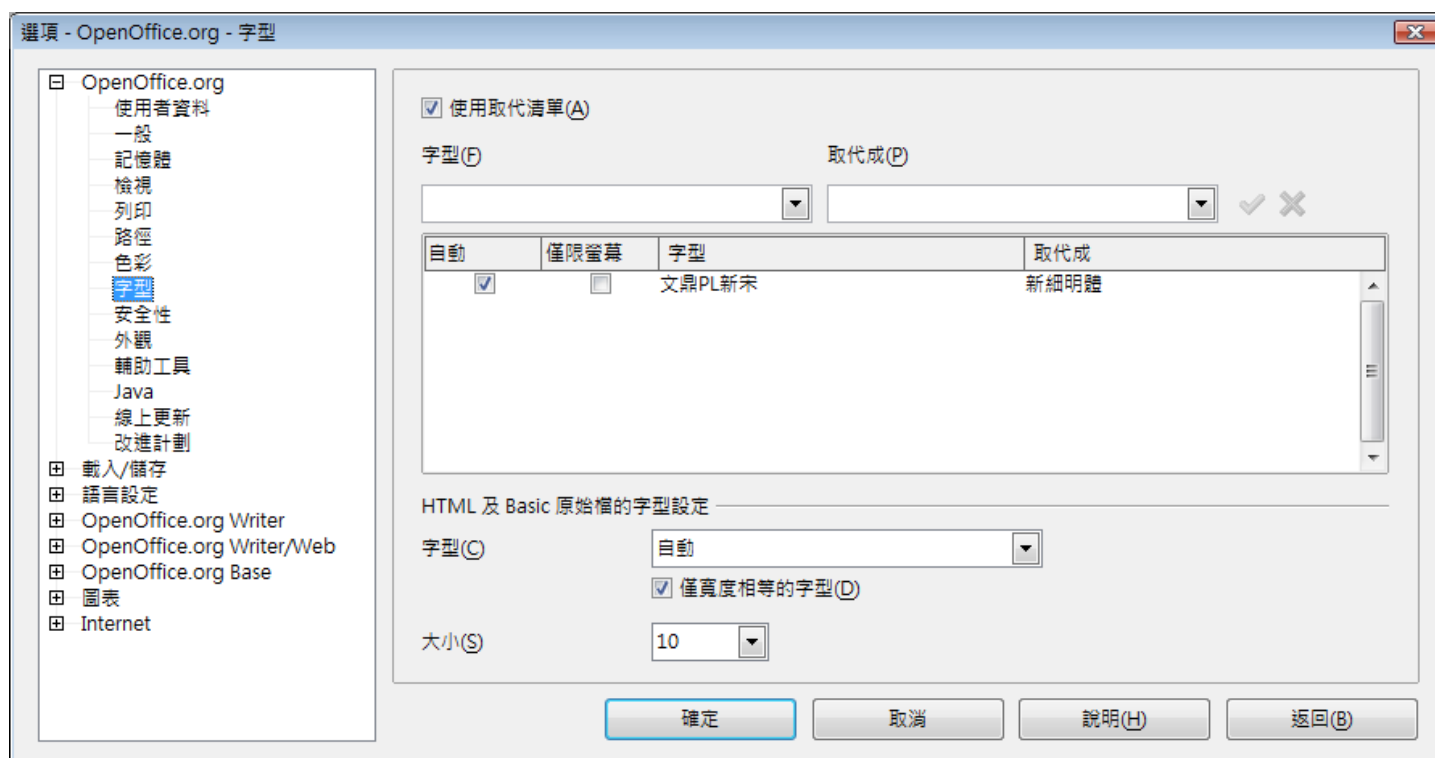 選項 - OpenOffice.org - 字型
OpenOffice.org
使用者資料
一般
記憶體
檢視
列印
路徑
色彩
字型
安全性
外觀
輔助工具
Java
線上更新
改進計劃
載入/儲存
語言設定
OpenOffice.org Writer
OpenOffice.org Writer/Web
OpenOffice.org Base
圖表
Internet
使用取代清單(A)
字型(F) 取代成(P)
自動 僅限螢幕 字型 取代成
文鼎PL新宋 新細明體
HTML 及 Basic 原始檔的字型設定
字型(C) 自動
僅寬度相等的字型(D)
大小(S) 10
確定 取消 說明(H) 返回(B)